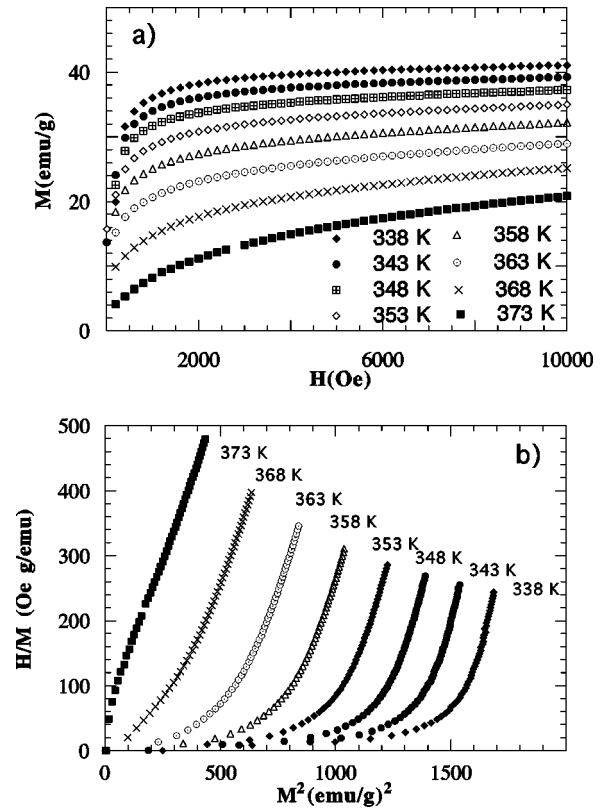 a)
40
20
0
M(emu/g)
338 K 358 K
343 K 363 K
348 K 368 K
353 K 373 K
2000 6000 10000
H(Oe)
b)
500
400
300
200
100
0
H/M (Oe g/emu)
373 K
368 K
363 K
358 K
353 K
348 K
343 K
338 K
0 500 1000 1500
M²(emu/g)²